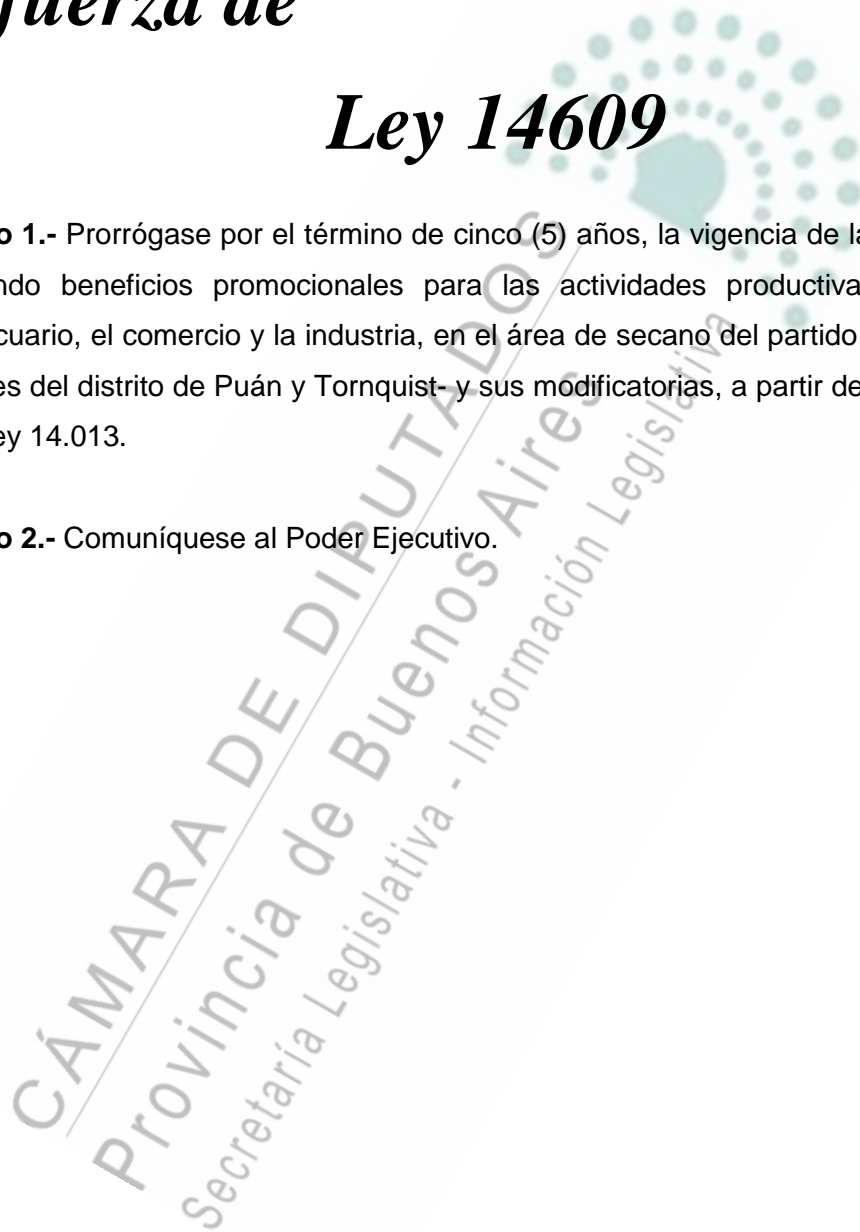 fuerza de
Ley 14609
o 1.- Prorrógase por el término de cinco (5) años, la vigencia de la
ndo beneficios promocionales para las actividades productiva
cuario, el comercio y la industria, en el área de secano del partido
es del distrito de Puán y Tornquist- y sus modificatorias, a partir de
ey 14.013.
o 2.- Comuníquese al Poder Ejecutivo.
CÁMARA DE DIPUTADOS
Provincia de Buenos Aires
Secretaría Legislativa - Información Legislativa